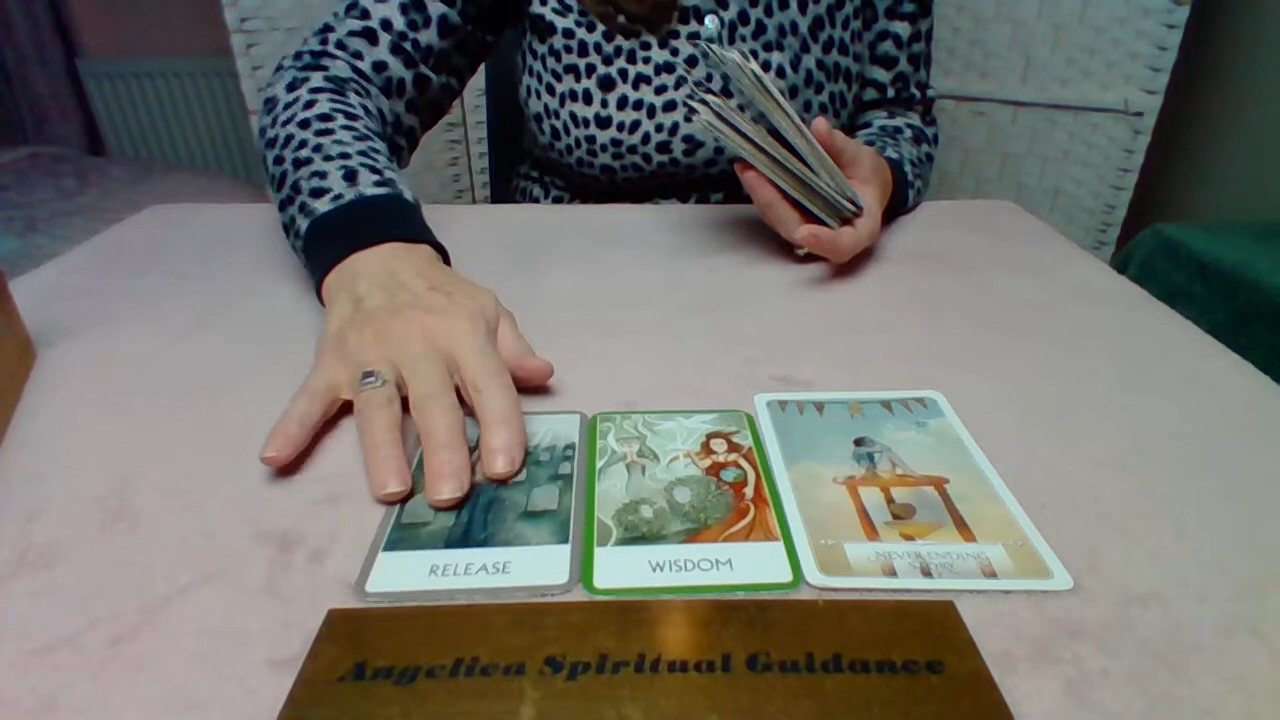 RELEASE
WISDOM
NEVER-ENDING
STORY
Angelica Spiritual Guidance